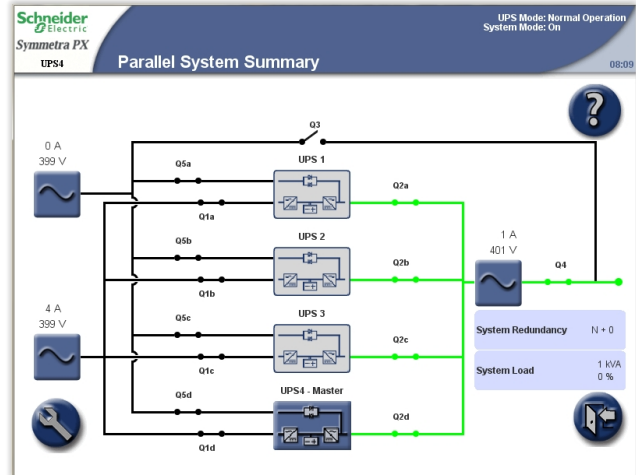 Schneider
Electric
Symmetra PX
UPS4
Parallel System Summary
UPS Mode: Normal Operation
System Mode: On
08:09
Q3
0 A
399 V
Q5a
UPS 1
Q2a
Q1a
Q5b
UPS 2
Q2b
Q1b
1 A
401 V
Q4
4 A
399 V
Q5c
UPS 3
Q2c
Q1c
System Redundancy N + 0
System Load 1 kVA
0 %
Q5d
UPS4 - Master
Q2d
Q1d
?